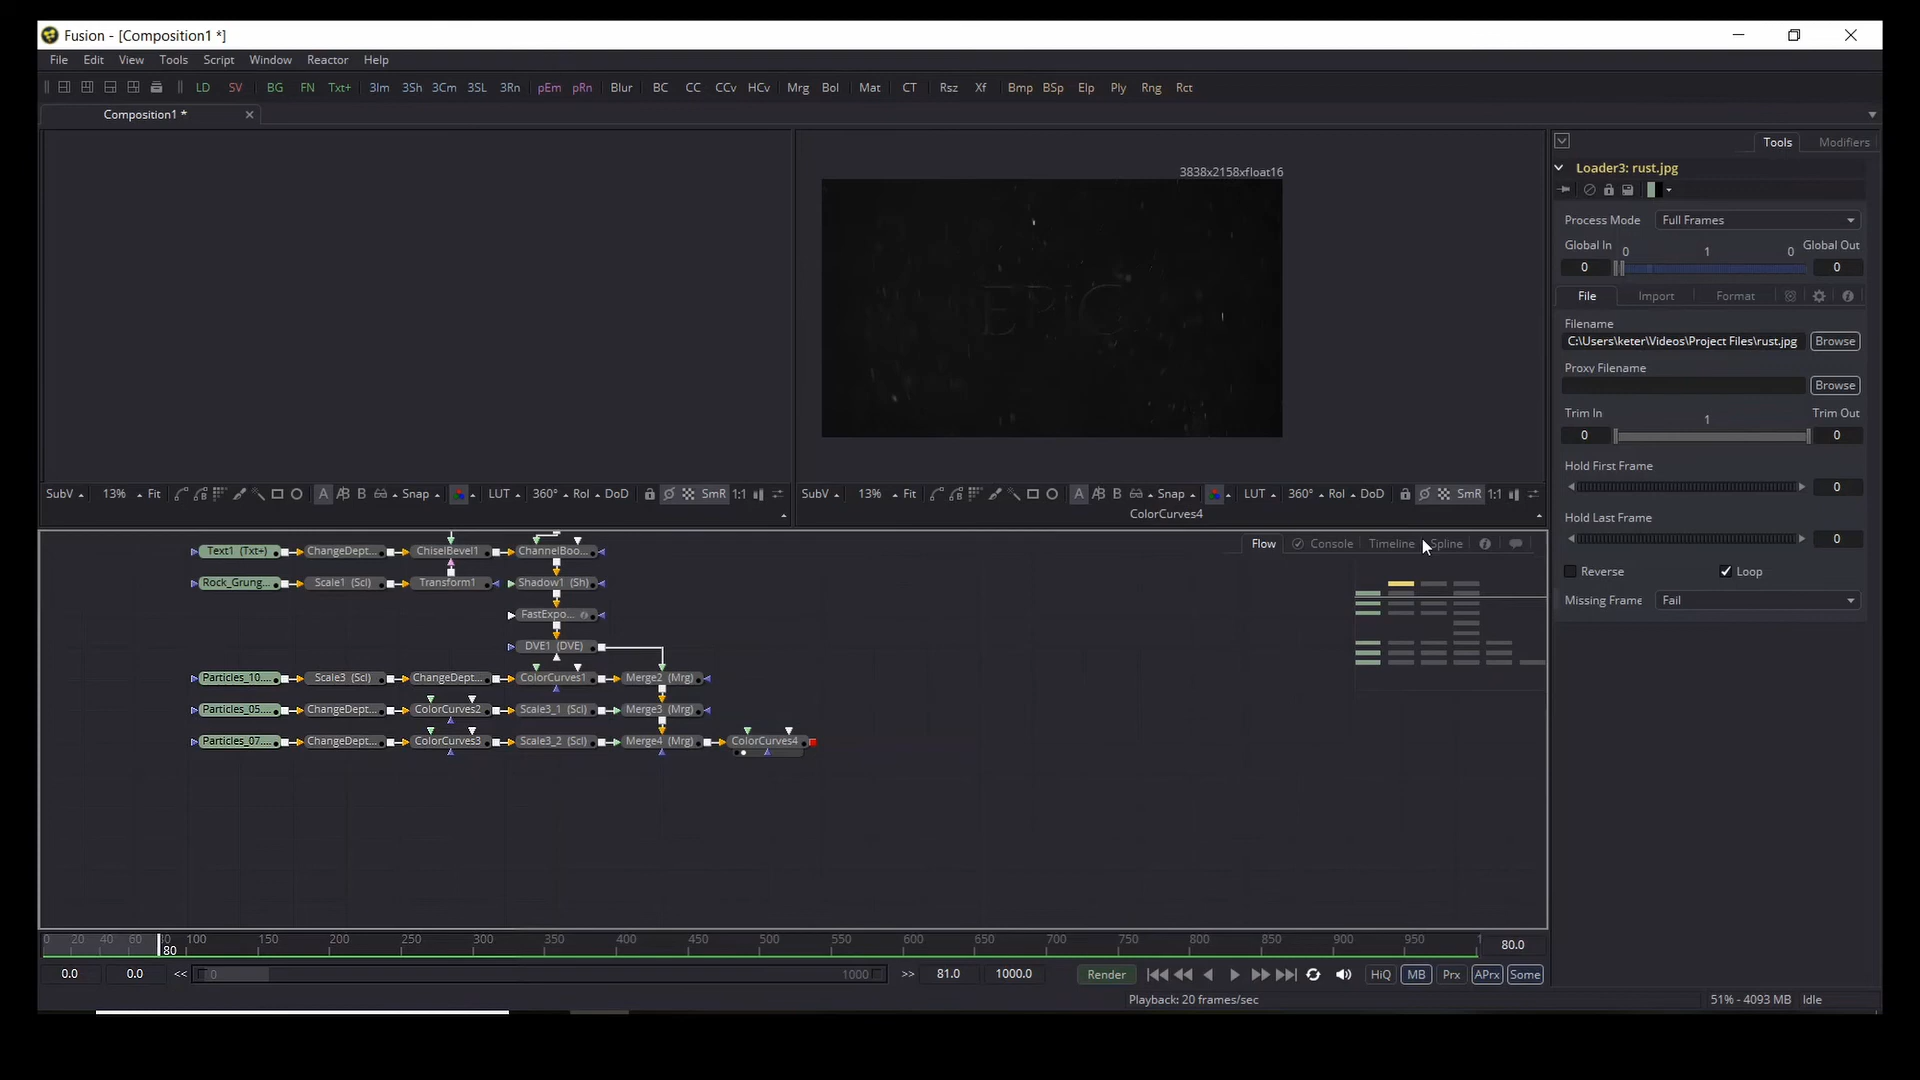 Fusion - [Composition1 *]
File Edit View Tools Script Window Reactor Help
LD SV BG FN Txt+ 3Im 3Sh 3Cm 3SL 3Rn pEm pRn Blur BC CC CCv HCv Mrg Bol Mat CT Rsz Xf Bmp BSp Elp Ply Rng Rct
Composition1 *
3838x2158xfloat16
EPIC
SubV 13% Fit A B Snap LUT 360° RoI DoD SmR 1:1
SubV 13% Fit A B Snap LUT 360° RoI DoD SmR 1:1
ColorCurves4
Flow Console Timeline Spline
Text1 (Txt+) ChangeDept... ChiselBevel1 ChannelBoo...
Rock_Grung... Scale1 (Scl) Transform1 Shadow1 (Sh)
FastExpo...
DVE1 (DVE)
Particles_10.... Scale3 (Scl) ChangeDept... ColorCurves1 Merge2 (Mrg)
Particles_05.... ChangeDept... ColorCurves2 Scale3_1 (Scl) Merge3 (Mrg)
Particles_07.... ChangeDept... ColorCurves3 Scale3_2 (Scl) Merge4 (Mrg) ColorCurves4
0 20 40 60 80 100 150 200 250 300 350 400 450 500 550 600 650 700 750 800 850 900 950 1
80 80.0
0.0 0.0 << 0 1000 >> 81.0 1000.0 Render HiQ MB Prx APrx Some
Playback: 20 frames/sec 51% - 4093 MB Idle
Tools Modifiers
Loader3: rust.jpg
Process Mode Full Frames
Global In 0 1 0 Global Out
0 0
File Import Format
Filename
C:\Users\keter\Videos\Project Files\rust.jpg Browse
Proxy Filename
Browse
Trim In 1 Trim Out
0 0
Hold First Frame
0
Hold Last Frame
0
Reverse Loop
Missing Frame Fail